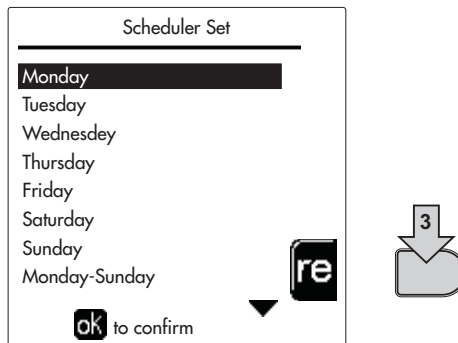 Scheduler Set
Monday
Tuesday
Wednesdey
Thursday
Friday
Saturday
Sunday
Monday-Sunday
re
ok to confirm
3